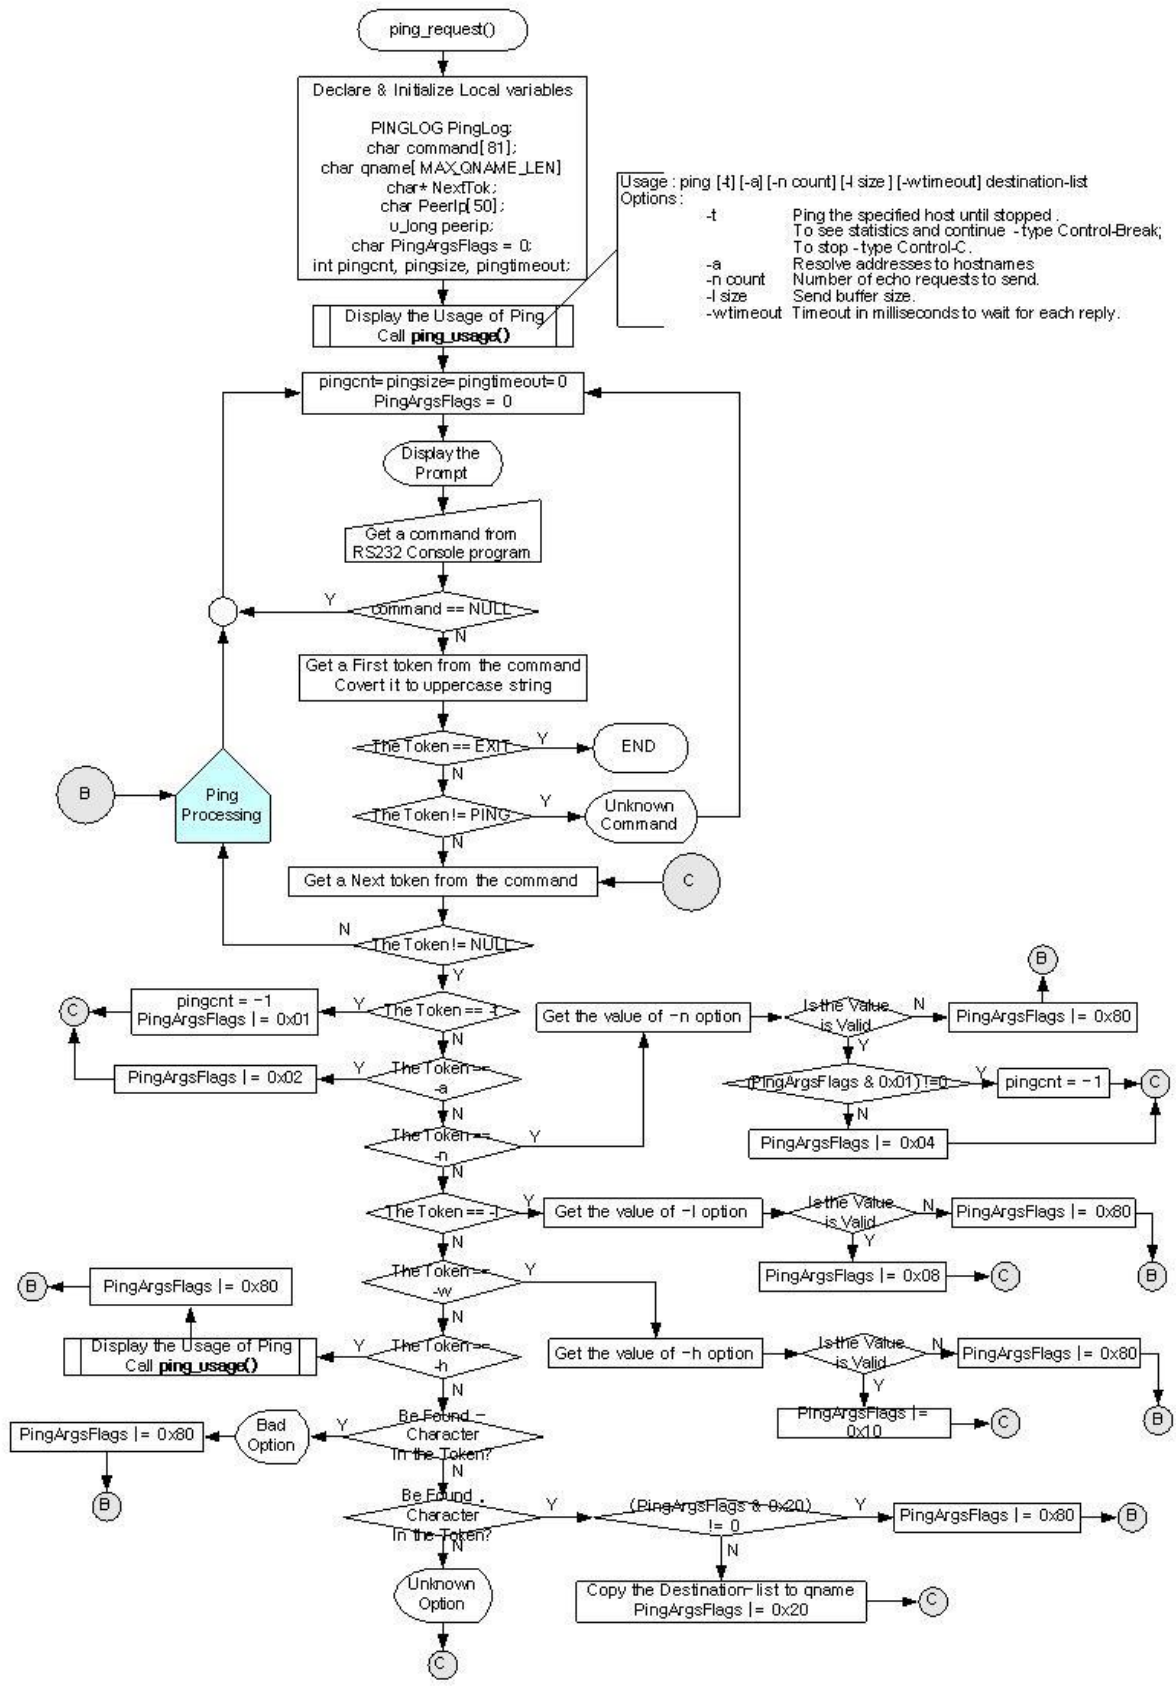 ping_request()
Declare & Initialize Local variables
PINGLOG PingLog;
char command[81];
char qname[ MAX_QNAME_LEN]
char* NextTok;
char PeerIp[50];
u_long peerip;
char PingArgsFlags = 0;
int pingcnt, pingsize, pingtimeout;
Usage : ping [-t] [-a] [-n count] [-l size ] [-wtimeout] destination-list
Options :
-t Ping the specified host until stopped .
To see statistics and continue - type Control-Break;
To stop - type Control-C.
-a Resolve addresses to hostnames
-n count Number of echo requests to send.
-l size Send buffer size.
-wtimeout Timeout in milliseconds to wait for each reply.
Display the Usage of Ping
Call ping_usage()
pingcnt= pingsize= pingtimeout= 0
PingArgsFlags = 0
Display the
Prompt
Get a command from
RS232 Console program
command == NULL
Y
N
Get a First token from the command
Covert it to uppercase string
The Token == EXIT
Y
END
N
B
Ping
Processing
The Token != PING
Y
Unknown
Command
N
Get a Next token from the command
C
The Token != NULL
N
Y
C
pingcnt = -1
PingArgsFlags |= 0x01
Y
The Token == -t
N
PingArgsFlags |= 0x02
Y
The Token ==
-a
N
The Token ==
-n
Y
N
Get the value of -n option
Is the Value
is Valid
N
PingArgsFlags |= 0x80
B
Y
(PingArgsFlags & 0x01) !=0
Y
pingcnt = -1
C
N
PingArgsFlags |= 0x04
The Token == -l
Y
N
Get the value of -l option
Is the Value
is Valid
N
PingArgsFlags |= 0x80
B
Y
PingArgsFlags |= 0x08
C
The Token ==
-w
Y
N
Get the value of -h option
Is the Value
is Valid
N
PingArgsFlags |= 0x80
B
Y
PingArgsFlags |=
0x10
C
B
PingArgsFlags |= 0x80
Display the Usage of Ping
Call ping_usage()
Y
The Token ==
-h
N
PingArgsFlags |= 0x80
B
Bad
Option
Y
Be Found -
Character
In the Token?
N
Be Found .
Character
In the Token?
Y
N
(PingArgsFlags & 0x20)
!= 0
Y
PingArgsFlags |= 0x80
B
N
Copy the Destination-list to qname
PingArgsFlags |= 0x20
C
Unknown
Option
C